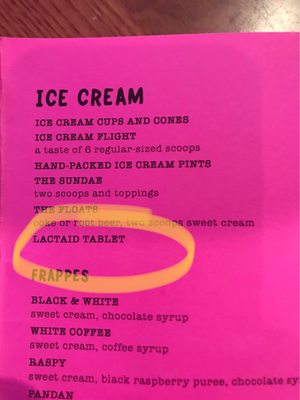 ICE CREAM
ICE CREAM CUPS AND CONES
ICE CREAM FLIGHT
a taste of 6 regular-sized scoops
HAND-PACKED ICE CREAM PINTS
THE SUNDAE
two scoops and toppings
THE FLOATS
coke or root beer, two scoops sweet cream
LACTAID TABLET
FRAPPES
BLACK & WHITE
sweet cream, chocolate syrup
WHITE COFFEE
sweet cream, coffee syrup
RASPY
sweet cream, black raspberry puree, chocolate sy
PANDAN